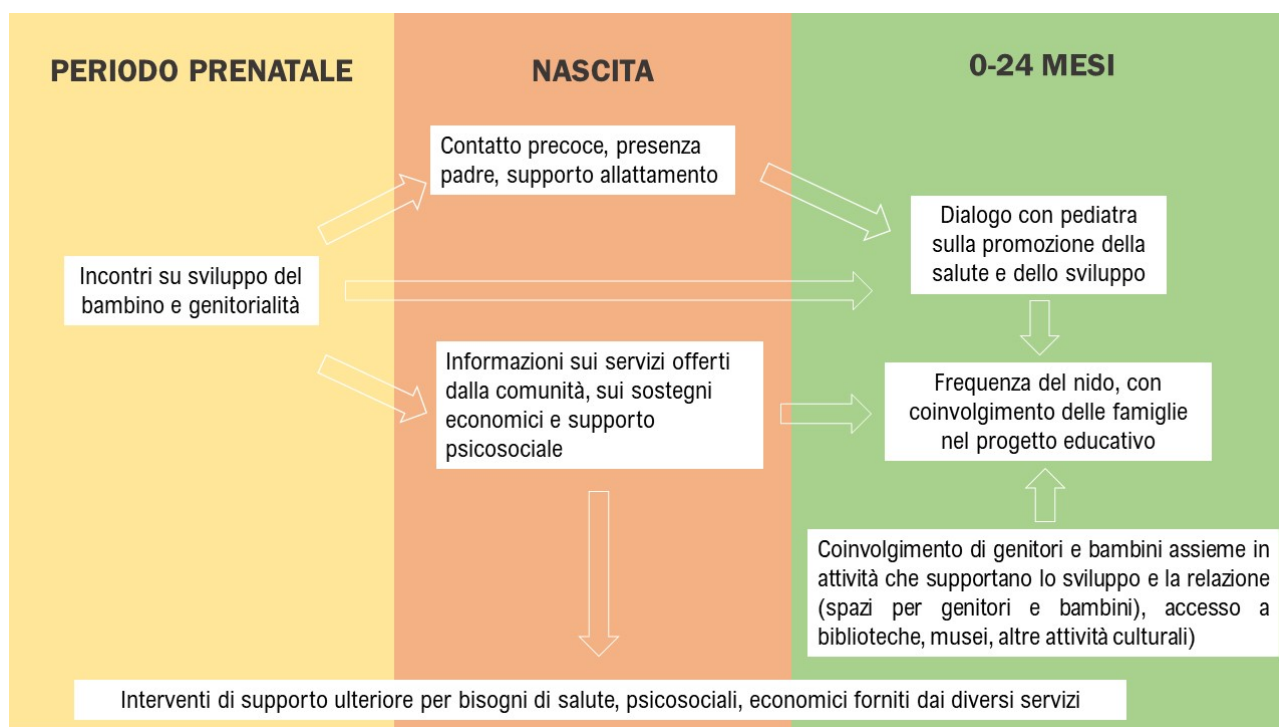 PERIODO PRENATALE
NASCITA
0-24 MESI
Incontri su sviluppo del
bambino e genitorialità
Contatto precoce, presenza
padre, supporto allattamento
Informazioni sui servizi offerti
dalla comunità, sui sostegni
economici e supporto
psicosociale
Dialogo con pediatra
sulla promozione della
salute e dello sviluppo
Frequenza del nido, con
coinvolgimento delle famiglie
nel progetto educativo
Coinvolgimento di genitori e bambini assieme in
attività che supportano lo sviluppo e la relazione
(spazi per genitori e bambini), accesso a
biblioteche, musei, altre attività culturali)
Interventi di supporto ulteriore per bisogni di salute, psicosociali, economici forniti dai diversi servizi